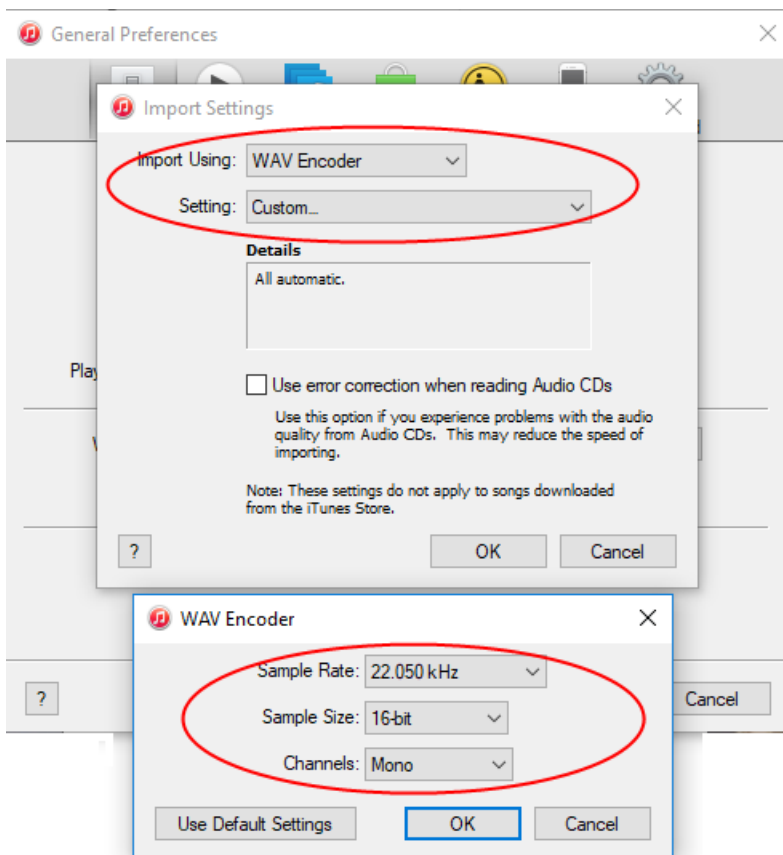 General Preferences
Import Settings
Import Using: WAV Encoder
Setting: Custom...
Details
All automatic.
Play
Use error correction when reading Audio CDs
Use this option if you experience problems with the audio
quality from Audio CDs. This may reduce the speed of
importing.
Note: These settings do not apply to songs downloaded
from the iTunes Store.
?
OK
Cancel
WAV Encoder
Sample Rate: 22.050 kHz
?
Cancel
Sample Size: 16-bit
Channels: Mono
Use Default Settings
OK
Cancel